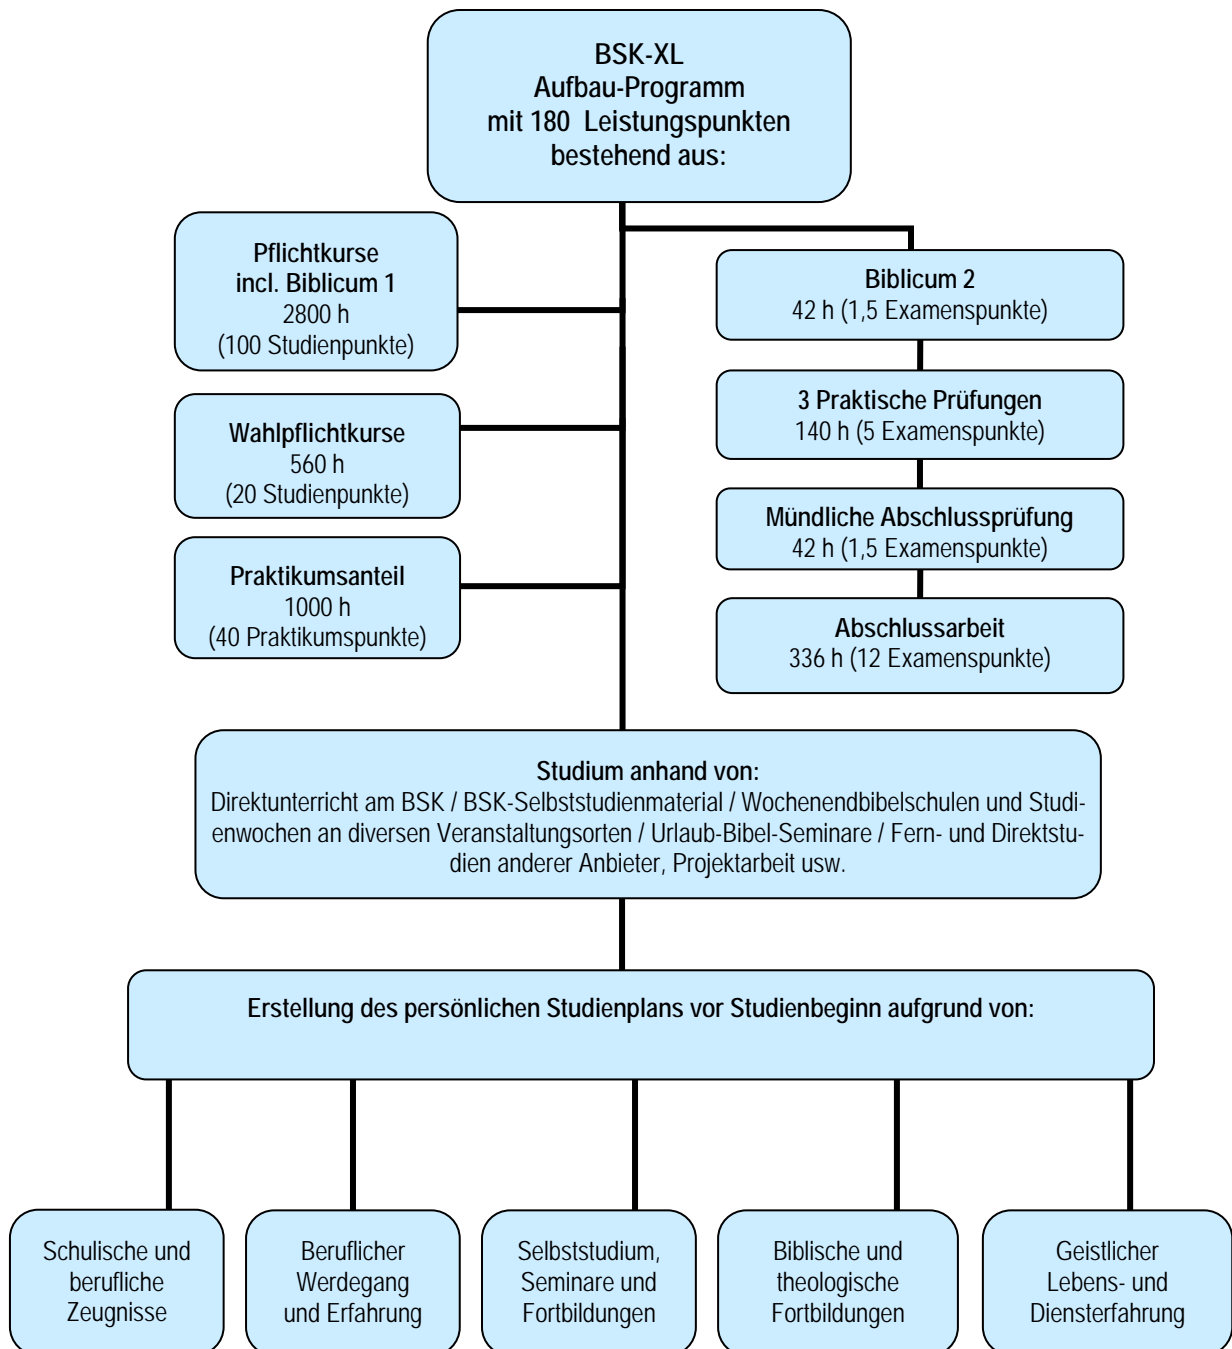 BSK-XL
Aufbau-Programm
mit 180 Leistungspunkten
bestehend aus:
Pflichtkurse
incl. Biblicum 1
2800 h
(100 Studienpunkte)
Wahlpflichtkurse
560 h
(20 Studienpunkte)
Praktikumsanteil
1000 h
(40 Praktikumspunkte)
Biblicum 2
42 h (1,5 Examenspunkte)
3 Praktische Prüfungen
140 h (5 Examenspunkte)
Mündliche Abschlussprüfung
42 h (1,5 Examenspunkte)
Abschlussarbeit
336 h (12 Examenspunkte)
Studium anhand von:
Direktunterricht am BSK / BSK-Selbststudienmaterial / Wochenendbibelschulen und Studi-
enwochen an diversen Veranstaltungsorten / Urlaub-Bibel-Seminare / Fern- und Direktstu-
dien anderer Anbieter, Projektarbeit usw.
Erstellung des persönlichen Studienplans vor Studienbeginn aufgrund von:
Schulische und
berufliche
Zeugnisse
Beruflicher
Werdegang
und Erfahrung
Selbststudium,
Seminare und
Fortbildungen
Biblische und
theologische
Fortbildungen
Geistlicher
Lebens- und
Diensterfahrung